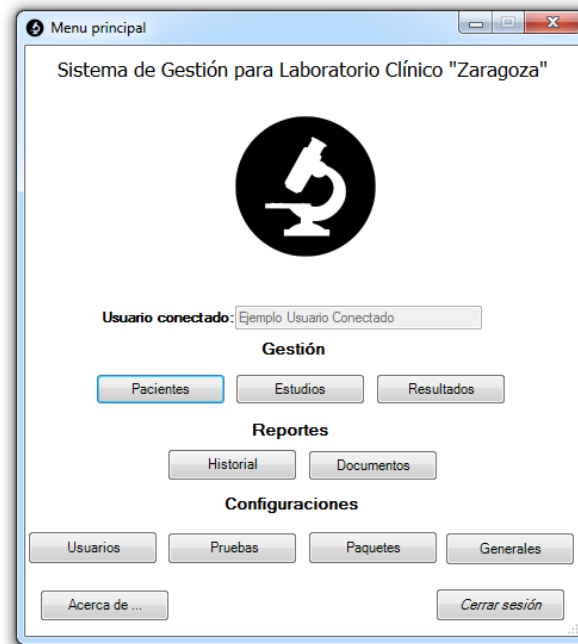 Menu principal
Sistema de Gestión para Laboratorio Clínico "Zaragoza"
Usuario conectado: Ejemplo Usuario Conectado
Gestión
Pacientes Estudios Resultados
Reportes
Historial Documentos
Configuraciones
Usuarios Pruebas Paquetes Generales
Acerca de ... Cerrar sesión